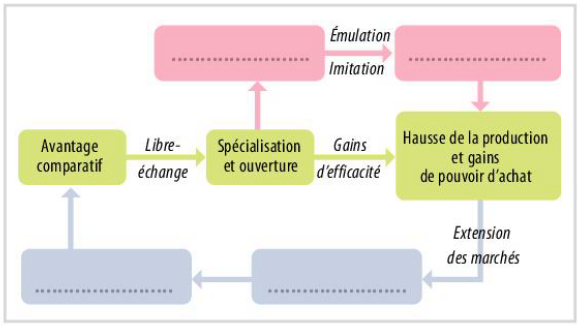 Émulation
........................
Imitation
........................
Avantage
comparatif
Libre-
échange
Spécialisation
et ouverture
Gains
d'efficacité
Hausse de la production
et gains
de pouvoir d'achat
Extension
des marchés
........................
........................